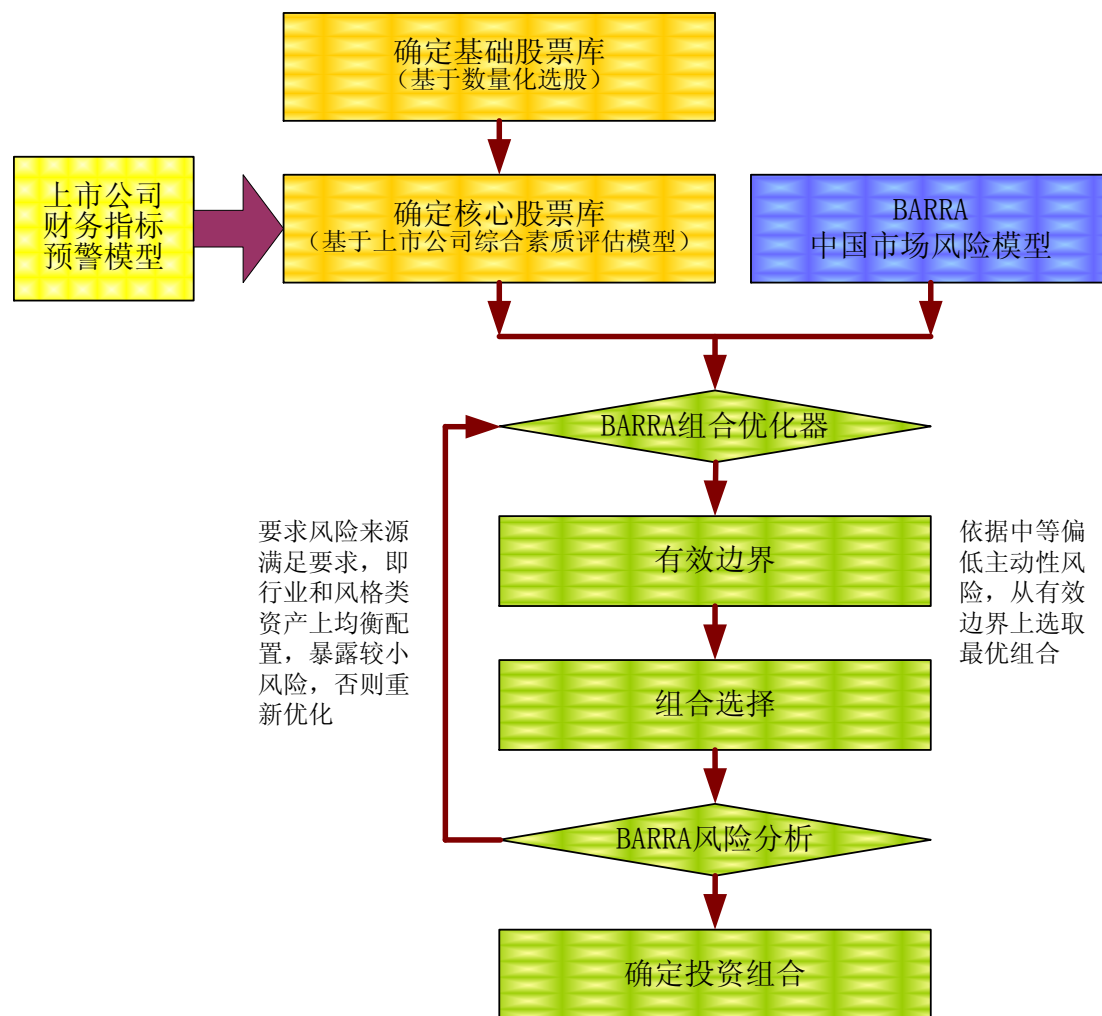 确定基础股票库
（基于数量化选股）
上市公司
财务指标
预警模型
确定核心股票库
（基于上市公司综合素质评估模型）
BARRA
中国市场风险模型
BARRA组合优化器
要求风险来源
满足要求，即
行业和风格类
资产上均衡配
置，暴露较小
风险，否则重
新优化
有效边界
依据中等偏
低主动性风
险，从有效
边界上选取
最优组合
组合选择
BARRA风险分析
确定投资组合